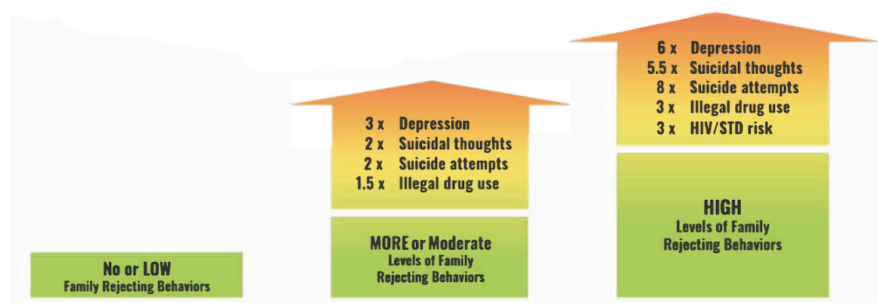 No or LOW
Family Rejecting Behaviors
3 x Depression
2 x Suicidal thoughts
2 x Suicide attempts
1.5 x Illegal drug use
MORE or Moderate
Levels of Family
Rejecting Behaviors
6 x Depression
5.5 x Suicidal thoughts
8 x Suicide attempts
3 x Illegal drug use
3 x HIV/STD risk
HIGH
Levels of Family
Rejecting Behaviors